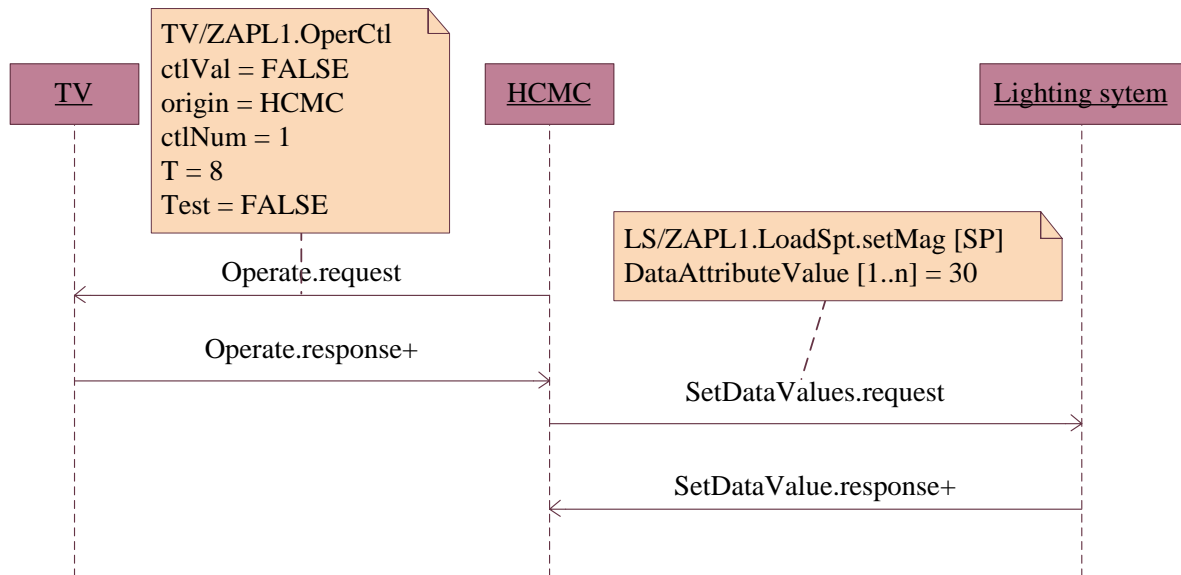 TV/ZAPL1.OperCtl
ctlVal = FALSE
origin = HCMC
ctlNum = 1
T = 8
Test = FALSE
TV
HCMC
Lighting sytem
LS/ZAPL1.LoadSpt.setMag [SP]
DataAttributeValue [1..n] = 30
Operate.request
Operate.response+
SetDataValues.request
SetDataValue.response+